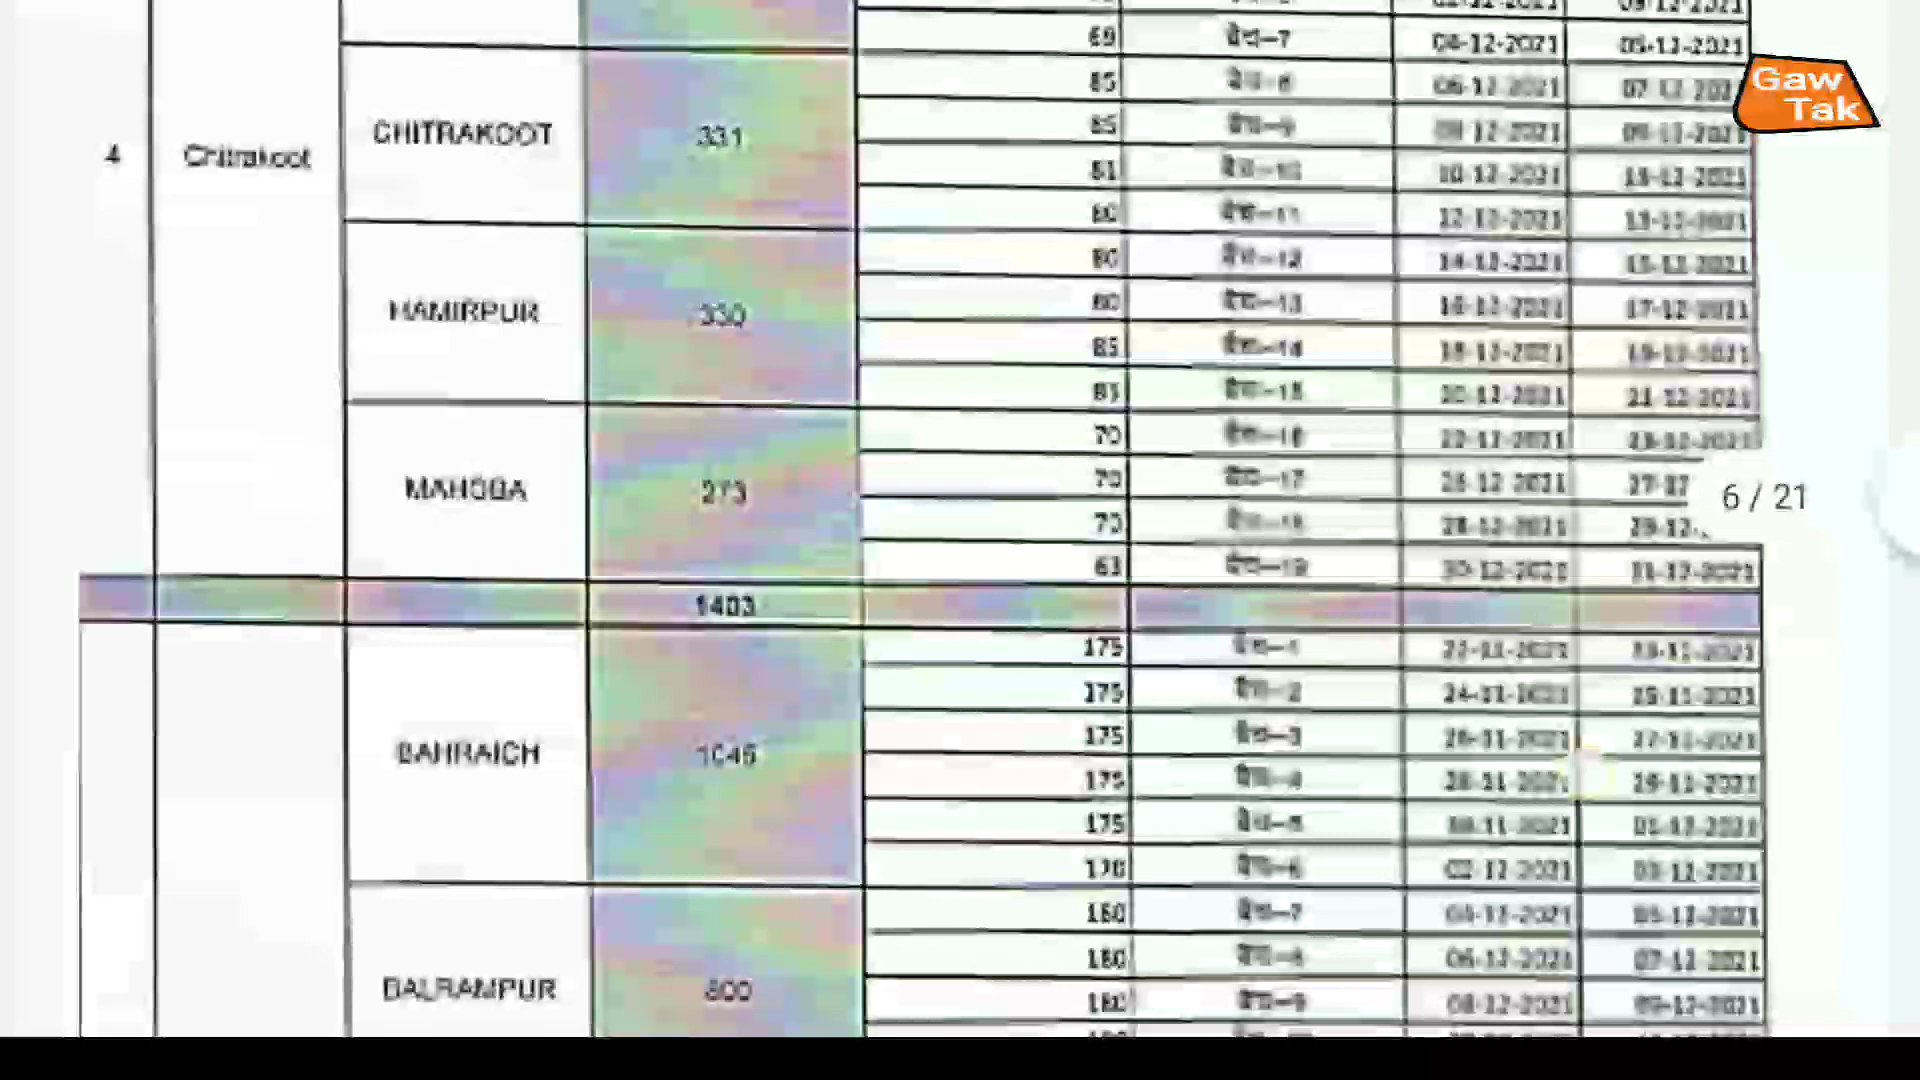 69 बैच-7 04-12-2021 05-12-2021
Gaw
Tak
4 Chitrakoot CHITRAKOOT 331
85 बैच-8 06-12-2021 07-12-2021
85 बैच-9 08-12-2021 09-12-2021
81 बैच-10 10-12-2021 11-12-2021
80 बैच-11 12-12-2021 13-12-2021
HAMIRPUR 330
80 बैच-12 14-12-2021 15-12-2021
80 बैच-13 16-12-2021 17-12-2021
85 बैच-14 18-12-2021 19-12-2021
85 बैच-15 20-12-2021 21-12-2021
MAHOBA 273
70 बैच-16 22-12-2021 23-12-2021
70 बैच-17 12-2021 27-12
6 / 21
70 बैच-18 28-12-2021 29-12-
63 बैच-19 30-12-2021 31-12-2021
1403
BAHRAICH 1045
175 बैच-1 22-11-2021 23-11-2021
175 बैच-2 24-11-2021 25-11-2021
175 बैच-3 26-11-2021 27-11-2021
175 बैच-4 28-11-2021 29-11-2021
175 बैच-5 30-11-2021 01-12-2021
170 बैच-6 02-12-2021 03-12-2021
BALRAMPUR 800
160 बैच-7 04-12-2021 05-12-2021
160 बैच-8 06-12-2021 07-12-2021
160 बैच-9 08-12-2021 09-12-2021